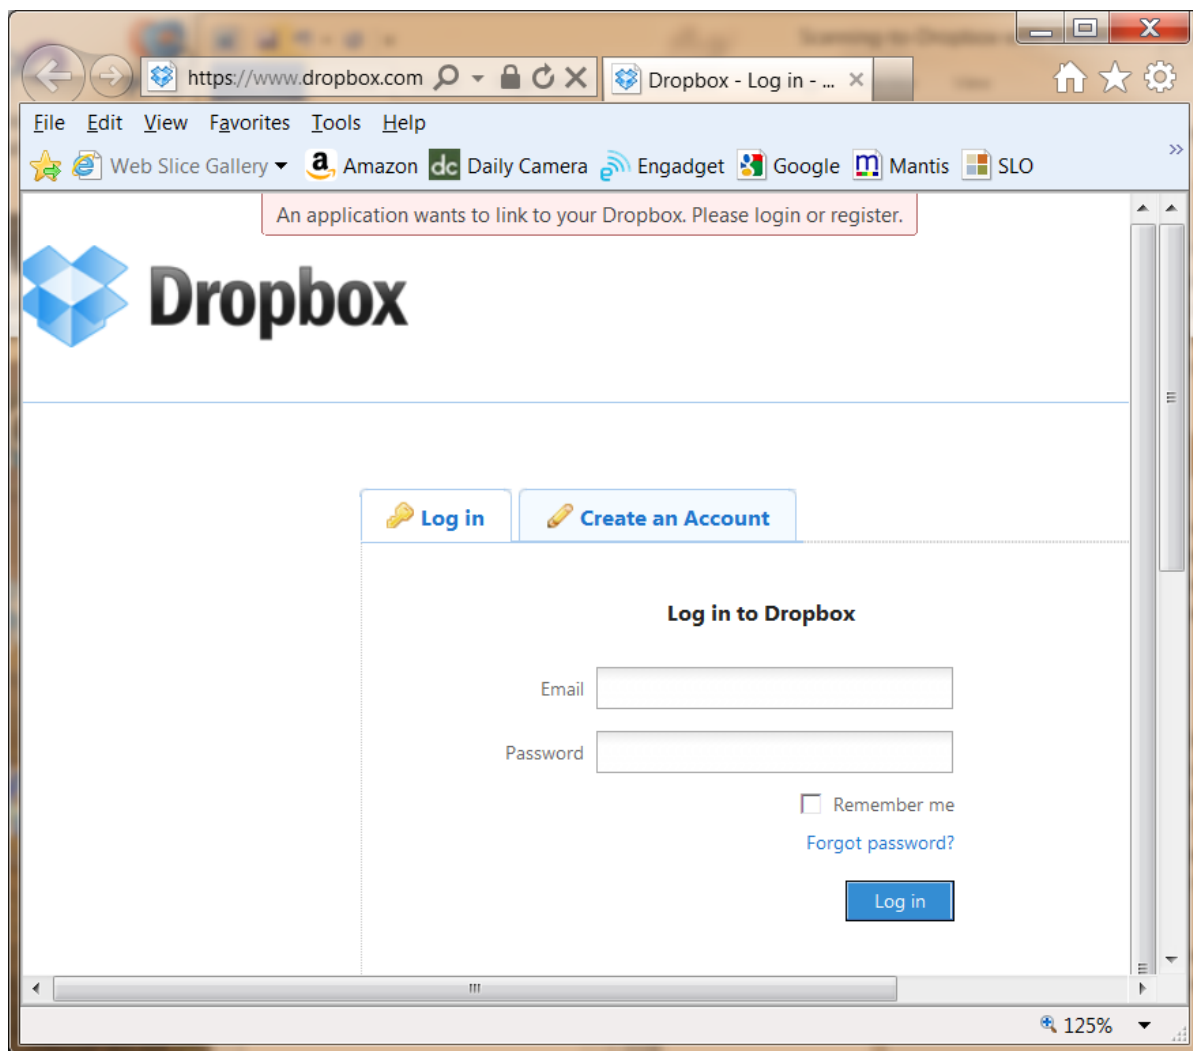 https://www.dropbox.com
Dropbox - Log in - ...
File Edit View Favorites Tools Help
Web Slice Gallery Amazon dc Daily Camera Engadget Google m Mantis SLO
An application wants to link to your Dropbox. Please login or register.
Dropbox
Log in Create an Account
Log in to Dropbox
Email
Password
Remember me
Forgot password?
Log in
125%